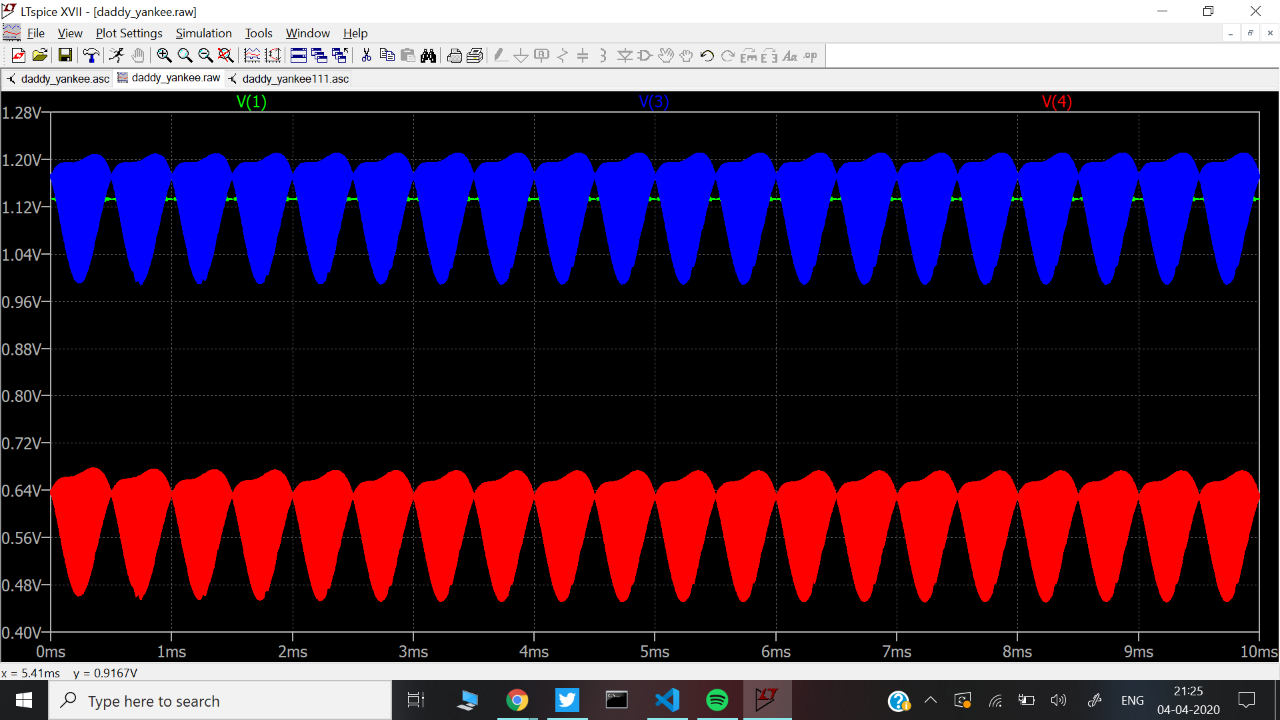 LTspice XVII - [daddy_yankee.raw]
File View Plot Settings Simulation Tools Window Help
daddy_yankee.asc daddy_yankee.raw daddy_yankee111.asc
V(1) V(3) V(4)
1.28V
1.20V
1.12V
1.04V
0.96V
0.88V
0.80V
0.72V
0.64V
0.56V
0.48V
0.40V
0ms 1ms 2ms 3ms 4ms 5ms 6ms 7ms 8ms 9ms 10ms
x = 5.41ms y = 0.9167V
Type here to search
ENG
21:25
04-04-2020